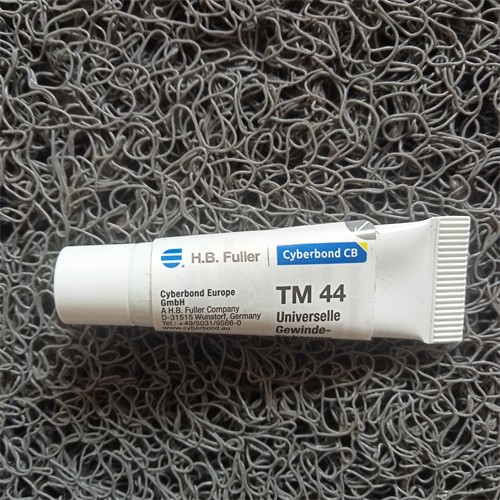 H.B. Fuller | Cyberbond CB
Cyberbond Europe
GmbH
A H.B. Fuller Company
D-31515 Wunstorf, Germany
Tel.: +49/5031/9566-0
www.cyberbond.eu
TM 44
Universelle
Gewinde-